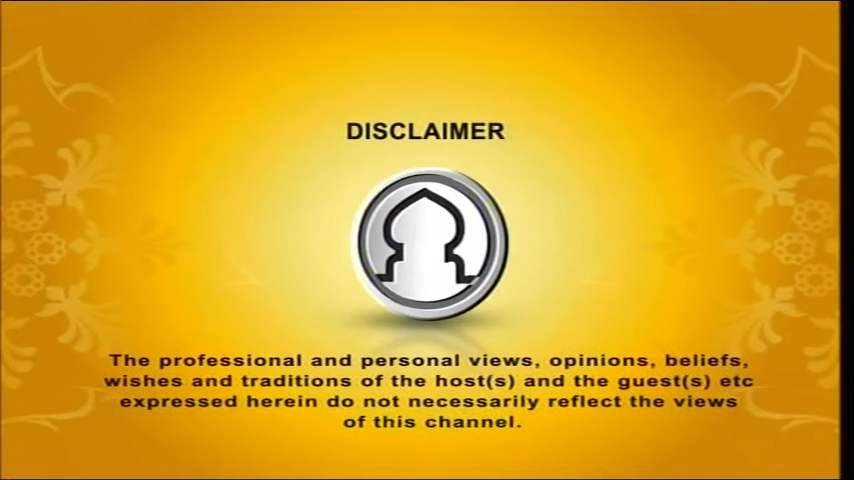 DISCLAIMER
The professional and personal views, opinions, beliefs,
wishes and traditions of the host(s) and the guest(s) etc
expressed herein do not necessarily reflect the views
of this channel.